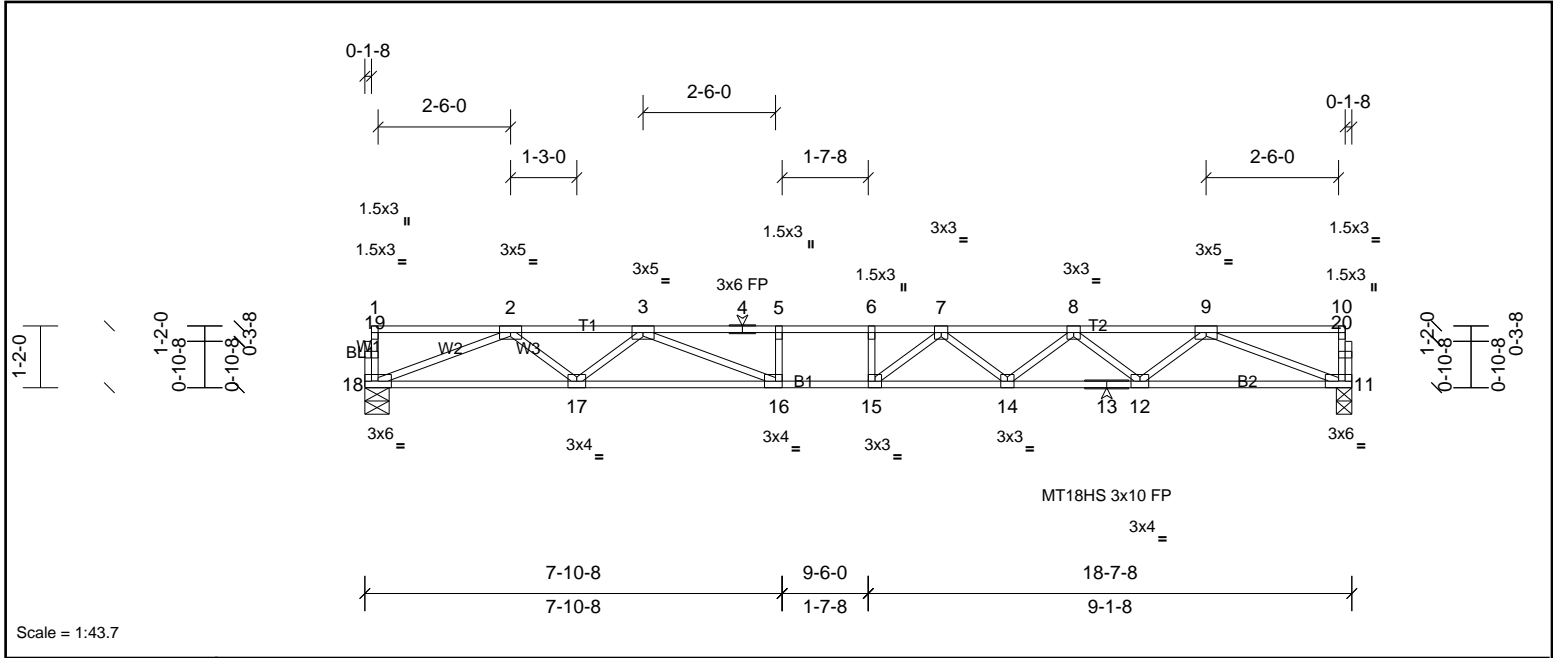 0-1-8
2-6-0
2-6-0
0-1-8
1-3-0
1-7-8
2-6-0
1.5x3 II
1.5x3 =
3x5 =
3x5 =
3x6 FP
1.5x3 II
1.5x3 II
3x3 =
3x3 =
3x5 =
1.5x3 =
1.5x3 II
1 2 3 4 5 6 7 8 9 10
19 T1 T2 20
W1 BL1 W2 W3
18 B1 B2 11
17 16 15 14 13 12
1-2-0
1-2-0
0-10-8
0-10-8
0-3-8
1-2-0
0-10-8
0-10-8
0-3-8
3x6 =
3x4 =
3x4 =
3x3 =
3x3 =
3x6 =
MT18HS 3x10 FP
3x4 =
7-10-8 9-6-0 18-7-8
7-10-8 1-7-8 9-1-8
Scale = 1:43.7